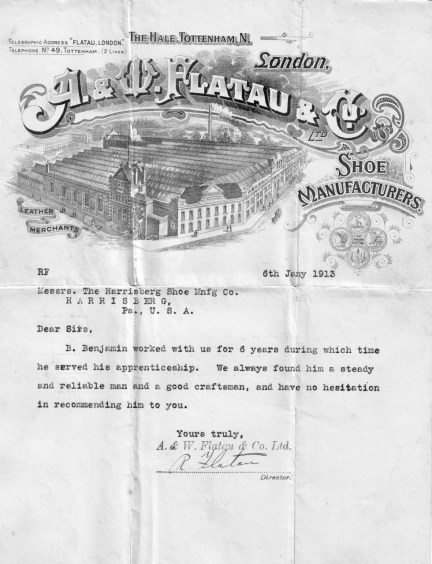 TELEGRAPHIC ADDRESS "FLATAU, LONDON."
TELEPHONE No 49, TOTTENHAM. (2 LINES)
THE HALE, TOTTENHAM, N.
London,
A. & W. FLATAU & Co.
LTD
SHOE
MANUFACTURERS.
LEATHER
MERCHANTS
RF
6th Jany 1913
Messrs. The Harrisberg Shoe Mnfg Co.
HARRISBERG,
Pa., U. S. A.
Dear Sirs,
B. Benjamin worked with us for 6 years during which time
he served his apprenticeship. We always found him a steady
and reliable man and a good craftsman, and have no hesitation
in recommending him to you.
Yours truly,
A. & W. Flatau & Co. Ltd.
R Flatau
Director.